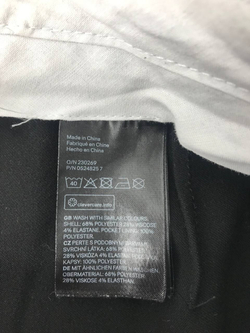 Made in China
Fabriqué en Chine
Hecho en China
O/N 230269
P/N 0524825 7
40
clevercare.info
GB WASH WITH SIMILAR COLOURS.
SHELL: 68% POLYESTER 28% VISCOSE
4% ELASTANE POCKET LINING: 100%
POLYESTER.
CZ PERTE S PODOBNÝMI BARVAMI.
SVRCHNÍ LÁTKA: 68% POLYESTER
28% VISKÓZA 4% ELASTAN
KAPSY: 100% POLYESTER.
DE MIT ÄHNLICHEN FARBEN WASCHEN.
OBERMATERIAL: 68% POLYESTER
28% VISKOSE 4% ELASTHAN.